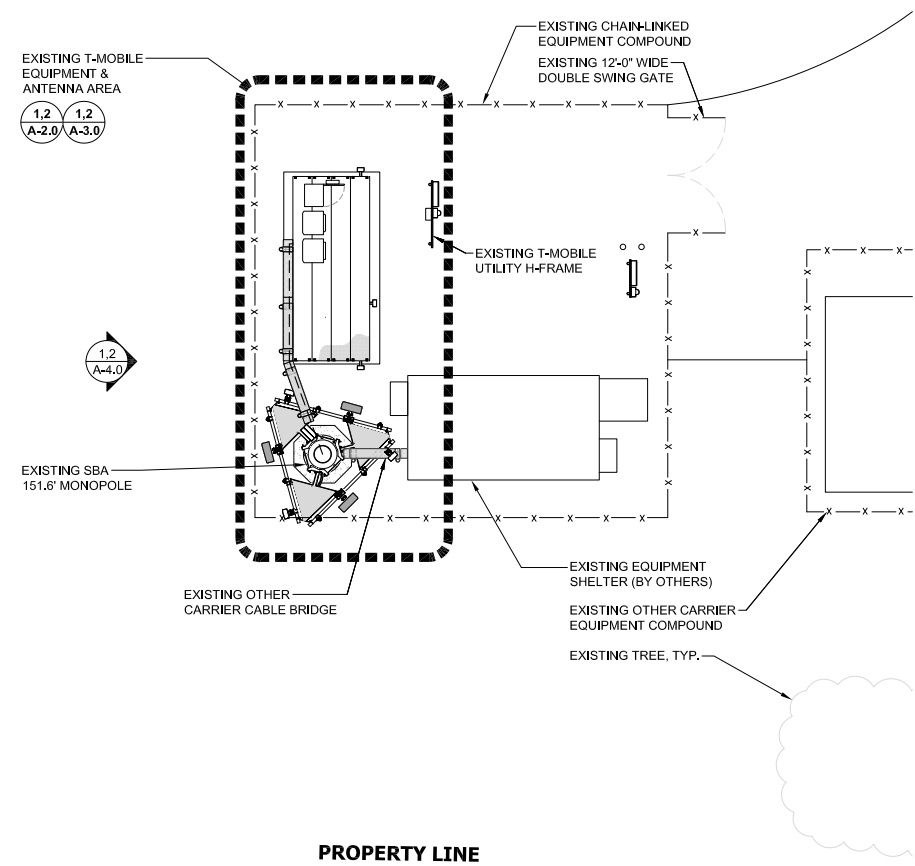 EXISTING CHAIN-LINKED
EQUIPMENT COMPOUND
EXISTING 12'-0" WIDE
DOUBLE SWING GATE
EXISTING T-MOBILE
EQUIPMENT &
ANTENNA AREA
1,2
A-2.0
1,2
A-3.0
EXISTING T-MOBILE
UTILITY H-FRAME
1,2
A-4.0
EXISTING SBA
151.6' MONOPOLE
EXISTING OTHER
CARRIER CABLE BRIDGE
EXISTING EQUIPMENT
SHELTER (BY OTHERS)
EXISTING OTHER CARRIER
EQUIPMENT COMPOUND
EXISTING TREE, TYP.
PROPERTY LINE